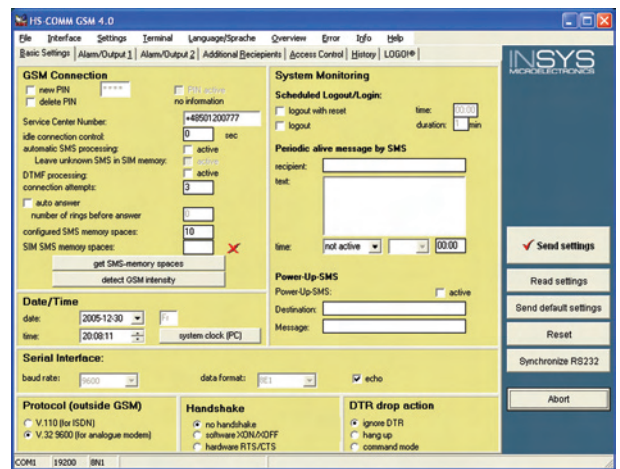 HS-COMM GSM 4.0
File Interface Settings Terminal Language/Sprache Overview Error Info Help
Basic Settings Alarm/Output 1 Alarm/Output 2 Additional Reciepients Access Control History LOGO!®
INSYS
MICROELECTRONICS
GSM Connection
new PIN **** PIN active
delete PIN no information
Service Center Number: +48501200777
idle connection control: 0 sec
automatic SMS processing: active
Leave unknown SMS in SIM memory: active
DTMF processing: active
connection attempts: 3
auto answer
number of rings before answer 0
configured SMS memory spaces: 10
SIM SMS memory spaces:
get SMS-memory spaces
detect GSM intensity
System Monitoring
Scheduled Logout/Login:
logout with reset time: 00:00
logout duration: 1 min
Periodic alive message by SMS
recipient:
text:
time: not active 00:00
Power-Up-SMS
Power-Up-SMS: active
Destination:
Message:
Date/Time
date: 2005-12-30 Fr
time: 20:08:11 system clock (PC)
Serial Interface:
baud rate: 9600 data format: 8E1 echo
Protocol (outside GSM)
V.110 (for ISDN)
V.32 9600 (for analogue modem)
Handshake
no handshake
software XON/XOFF
hardware RTS/CTS
DTR drop action
ignore DTR
hang up
command mode
Send settings
Read settings
Send default settings
Reset
Synchronize RS232
Abort
COM1 19200 8N1